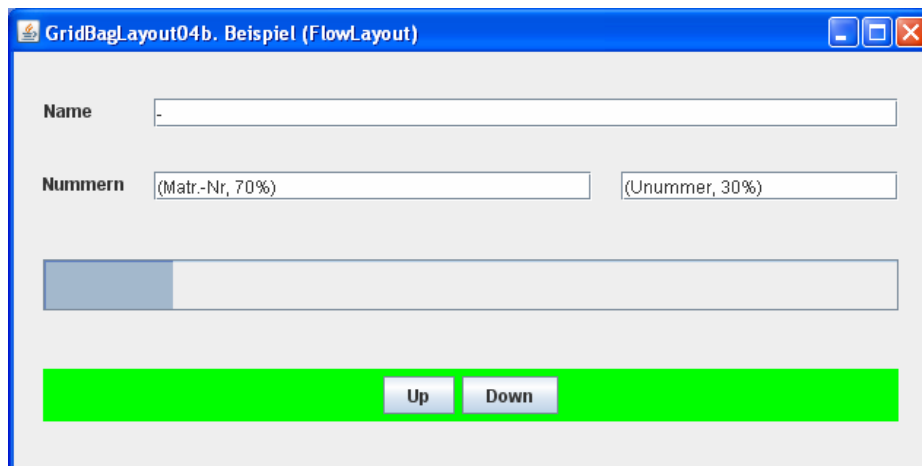 GridBagLayout04b. Beispiel (FlowLayout)
Name -
Nummern (Matr.-Nr, 70%) (Unummer, 30%)
Up Down